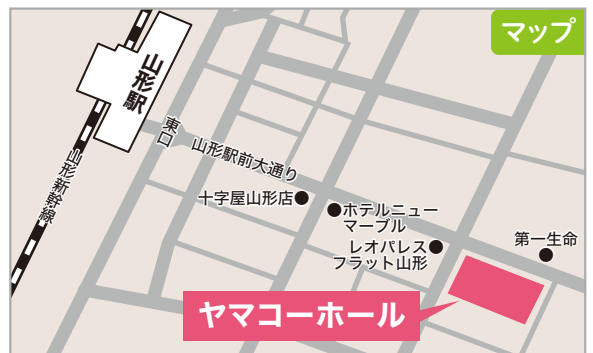 マップ
山形駅
東口
山形駅前大通り
山形新幹線
十字屋山形店
ホテルニュー
マーブル
レオパレス
フラット山形
第一生命
ヤマコーホール